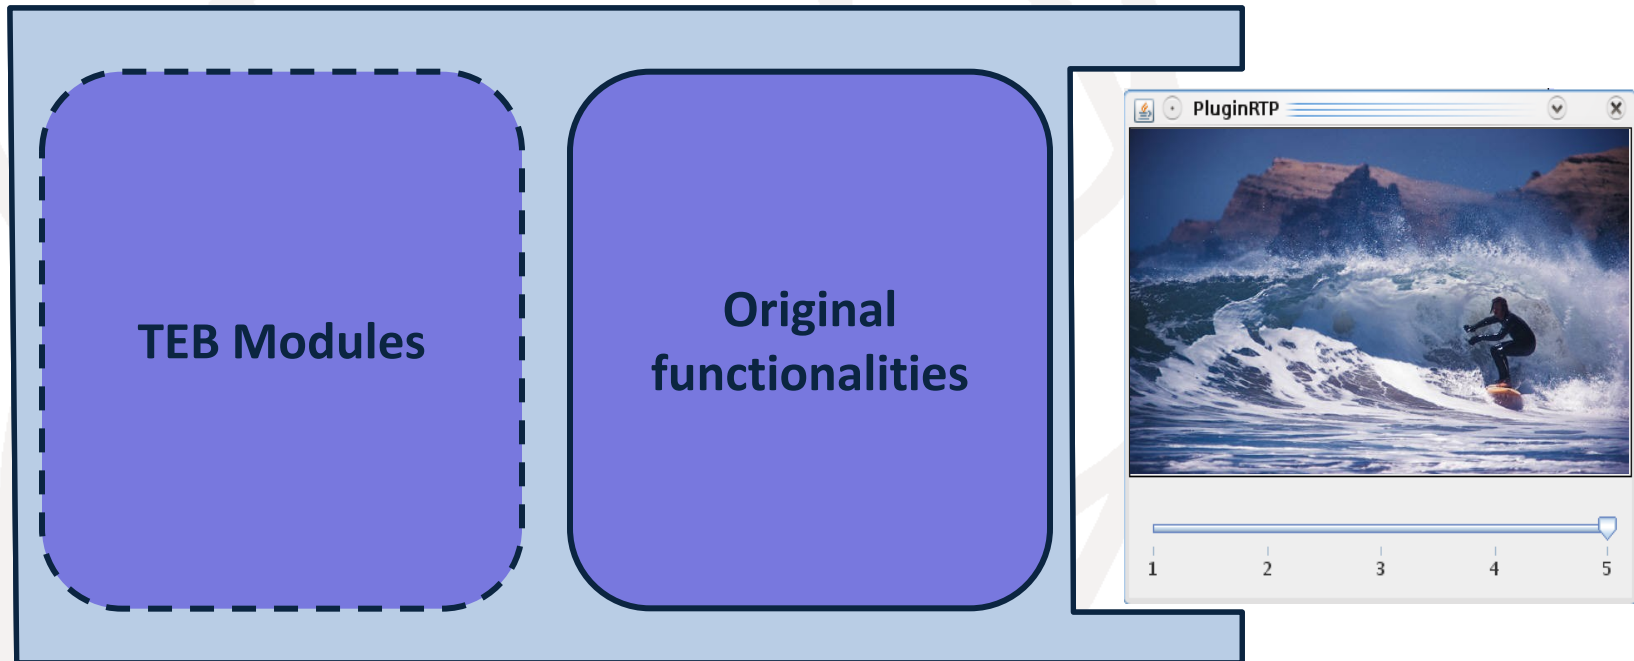 TEB Modules
Original
functionalities
PluginRTP
1 2 3 4 5